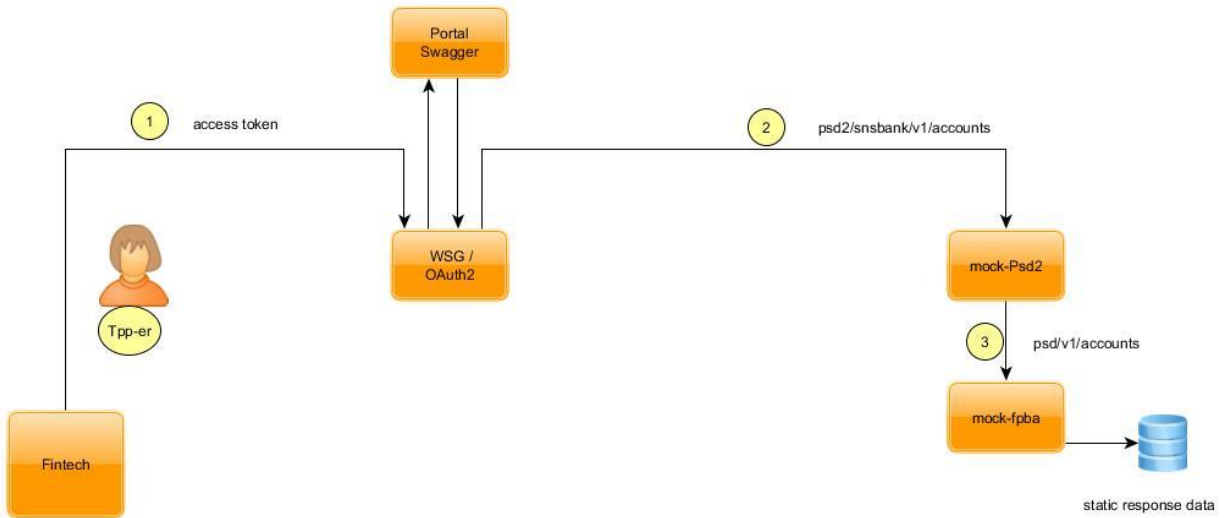 Portal
Swagger
1
access token
2
psd2/snsbank/v1/accounts
WSG /
OAuth2
mock-Psd2
Tpp-er
3
psd/v1/accounts
mock-fpba
Fintech
static response data